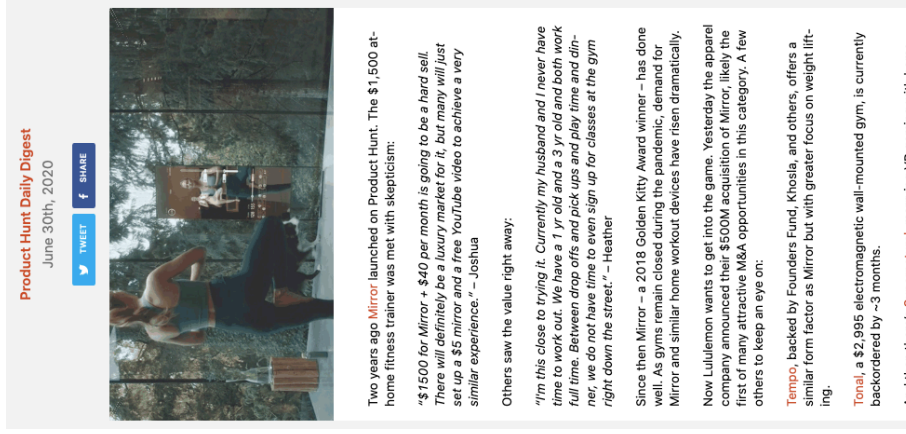 Product Hunt Daily Digest
June 30th, 2020
TWEET
SHARE
Two years ago Mirror launched on Product Hunt. The $1,500 at-
home fitness trainer was met with skepticism:
“$1500 for Mirror + $40 per month is going to be a hard sell.
There will definitely be a luxury market for it, but many will just
set up a $5 mirror and a free YouTube video to achieve a very
similar experience.” – Joshua
Others saw the value right away:
“I'm this close to trying it. Currently my husband and I never have
time to work out. We have a 1 yr old and a 3 yr old and both work
full time. Between drop offs and pick ups and play time and din-
ner, we do not have time to even sign up for classes at the gym
right down the street.” – Heather
Since then Mirror – a 2018 Golden Kitty Award winner – has done
well. As gyms remain closed during the pandemic, demand for
Mirror and similar home workout devices have risen dramatically.
Now Lululemon wants to get into the game. Yesterday the apparel
company announced their $500M acquisition of Mirror, likely the
first of many attractive M&A opportunities in this category. A few
others to keep an eye on:
Tempo, backed by Founders Fund, Khosla, and others, offers a
similar form factor as Mirror but with greater focus on weight lift-
ing.
Tonal, a $2,995 electromagnetic wall-mounted gym, is currently
backordered by ~3 months.